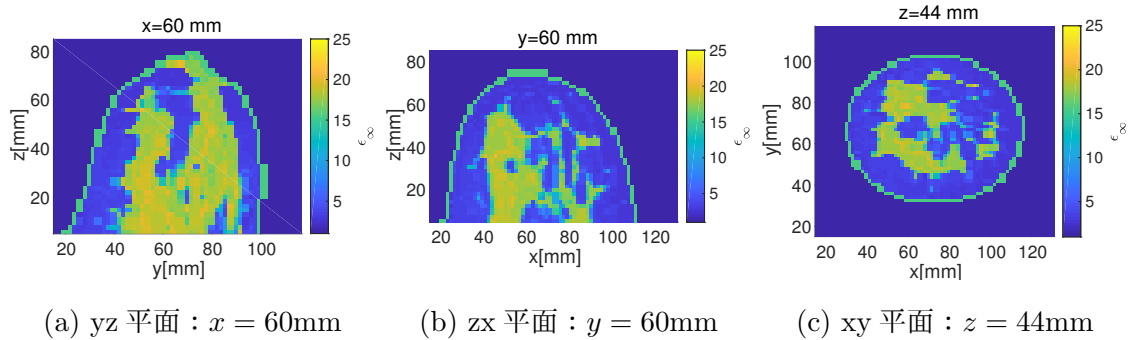 x=60 mm
80
60
40
20
z[mm]
20 40 60 80 100
y[mm]
25
20
15
10
5
ϵ∞
y=60 mm
80
60
40
20
z[mm]
20 40 60 80 100 120
x[mm]
25
20
15
10
5
ϵ∞
z=44 mm
100
80
60
40
20
y[mm]
20 40 60 80 100 120
x[mm]
25
20
15
10
5
ϵ∞
(a) yz 平面：x = 60mm
(b) zx 平面：y = 60mm
(c) xy 平面：z = 44mm